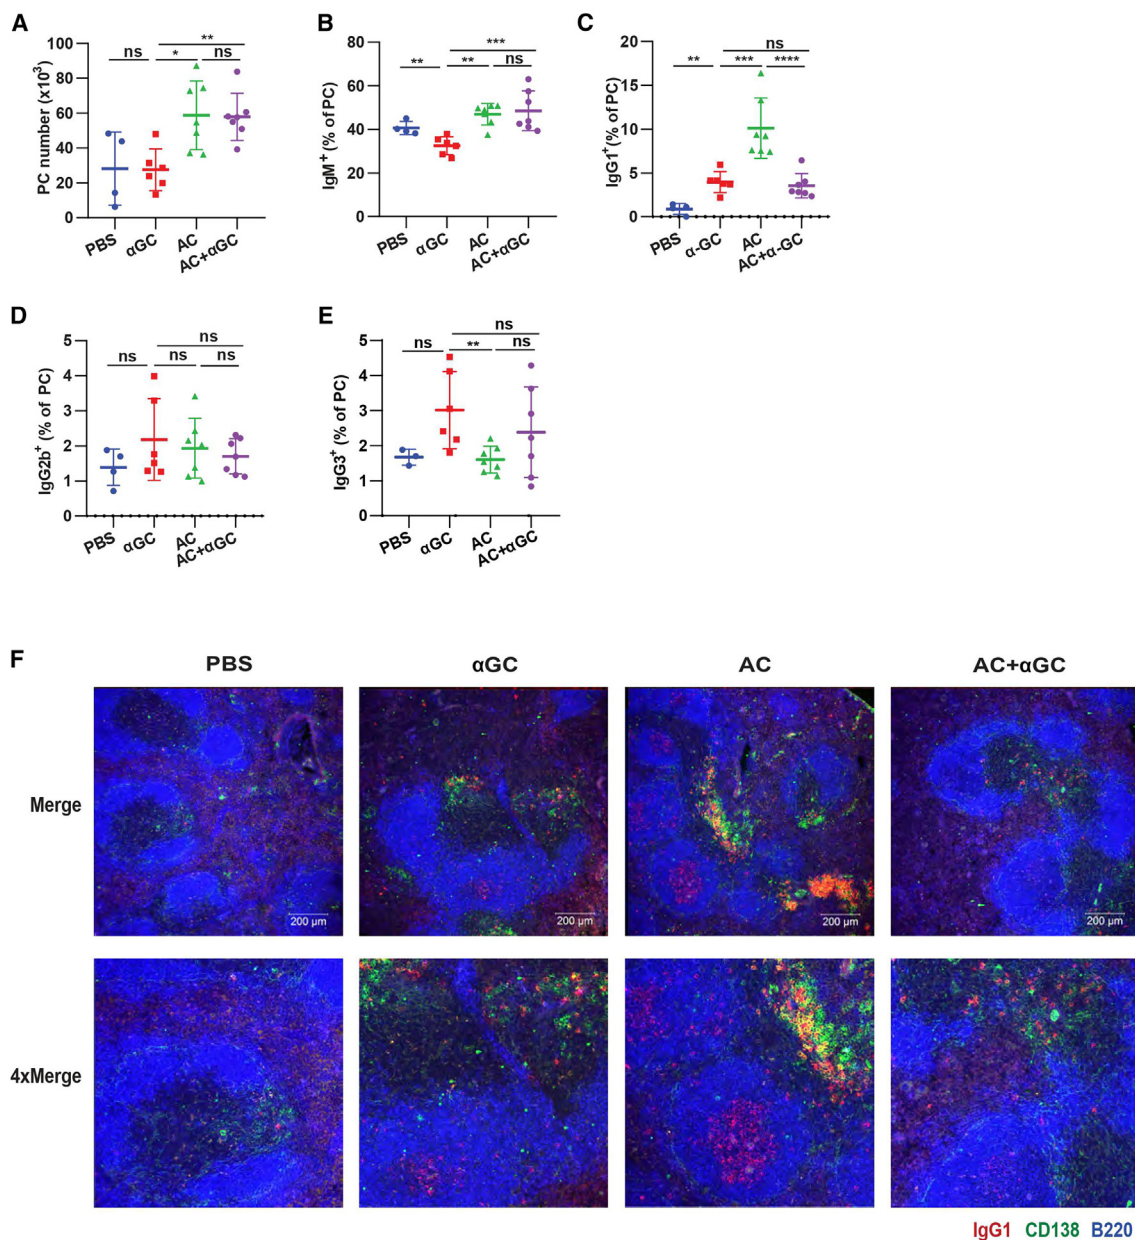 A
PC number (x10³)
100
80
60
40
20
0
ns
*
**
ns
PBS
αGC
AC
AC+αGC
B
IgM⁺ (% of PC)
80
60
40
20
0
**
**
***
ns
PBS
αGC
AC
AC+αGC
C
IgG1⁺(% of PC)
20
15
10
5
0
**
***
ns
****
PBS
α-GC
AC
AC+α-GC
D
IgG2b⁺ (% of PC)
5
4
3
2
1
0
ns
ns
ns
ns
PBS
αGC
AC
AC+αGC
E
IgG3⁺ (% of PC)
5
4
3
2
1
0
ns
**
ns
ns
PBS
αGC
AC
AC+αGC
F
PBS αGC AC AC+αGC
Merge
200 µm 200 µm 200 µm 200 µm
4xMerge
IgG1 CD138 B220